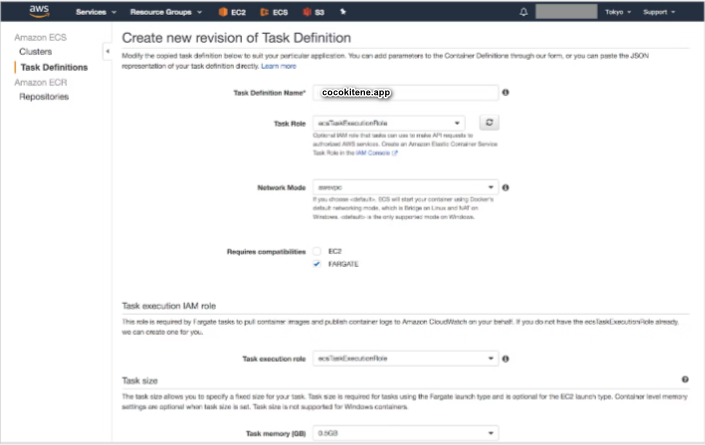 aws
Services
Resource Groups
EC2
ECS
S3
Tokyo
Support
Amazon ECS
Clusters
Task Definitions
Amazon ECR
Repositories
Create new revision of Task Definition
Modify the copied task definition below to suit your particular application. You can add parameters to the Container Definitions through our form, or you can paste the JSON
representation of your task definition directly. Learn more
Task Definition Name*
cocokitene.app
Task Role
ecsTaskExecutionRole
Optional IAM role that tasks can use to make API requests to
authorized AWS services. Create an Amazon Elastic Container Service
Task Role in the IAM Console
Network Mode
awsvpc
If you choose <default>, ECS will start your container using Docker's
default networking mode, which is Bridge on Linux and NAT on
Windows. <default> is the only supported mode on Windows.
Requires compatibilities
EC2
FARGATE
Task execution IAM role
This role is required by Fargate tasks to pull container images and publish container logs to Amazon CloudWatch on your behalf. If you do not have the ecsTaskExecutionRole already,
we can create one for you.
Task execution role
ecsTaskExecutionRole
Task size
The task size allows you to specify a fixed size for your task. Task size is required for tasks using the Fargate launch type and is optional for the EC2 launch type. Container level memory
settings are optional when task size is set. Task size is not supported for Windows containers.
Task memory (GB)
0.5GB